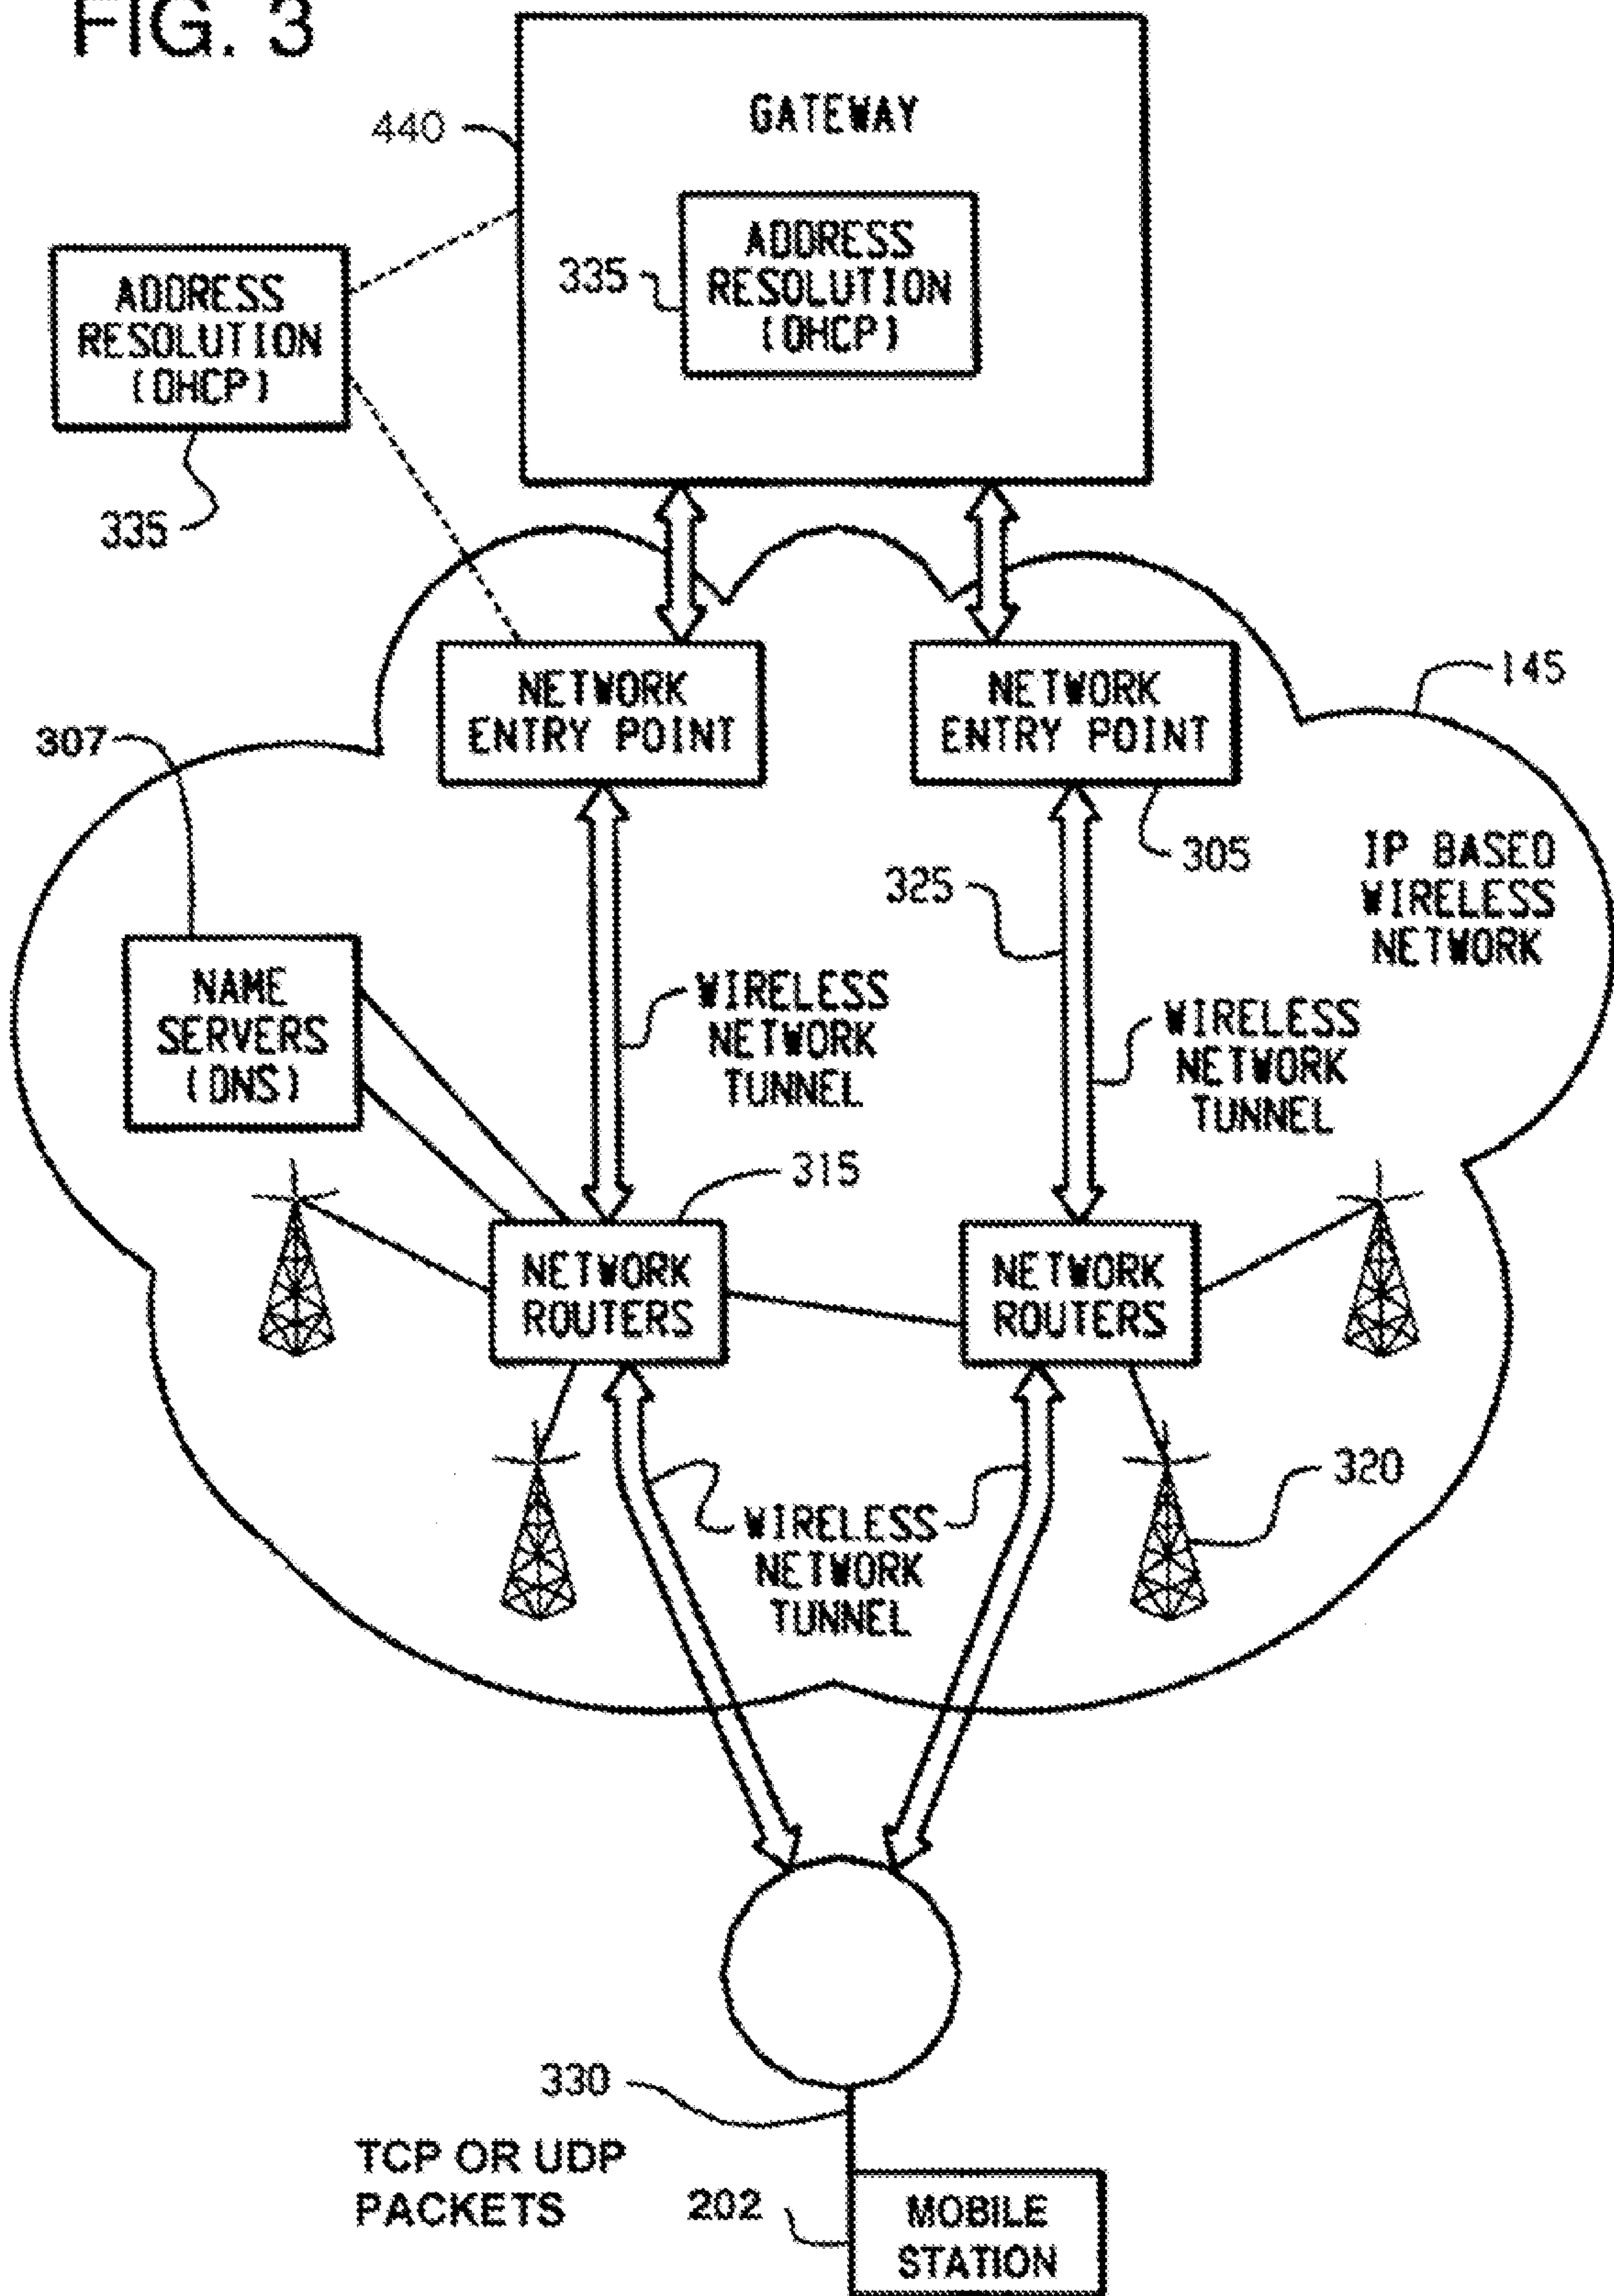 FIG. 3
GATEWAY
440
ADDRESS
RESOLUTION
(DHCP)
335
ADDRESS
RESOLUTION
(DHCP)
335
NETWORK
ENTRY POINT
NETWORK
ENTRY POINT
145
307
305
325
IP BASED
WIRELESS
NETWORK
NAME
SERVERS
(DNS)
WIRELESS
NETWORK
TUNNEL
WIRELESS
NETWORK
TUNNEL
315
NETWORK
ROUTERS
NETWORK
ROUTERS
320
WIRELESS
NETWORK
TUNNEL
330
TCP OR UDP
PACKETS
202
MOBILE
STATION